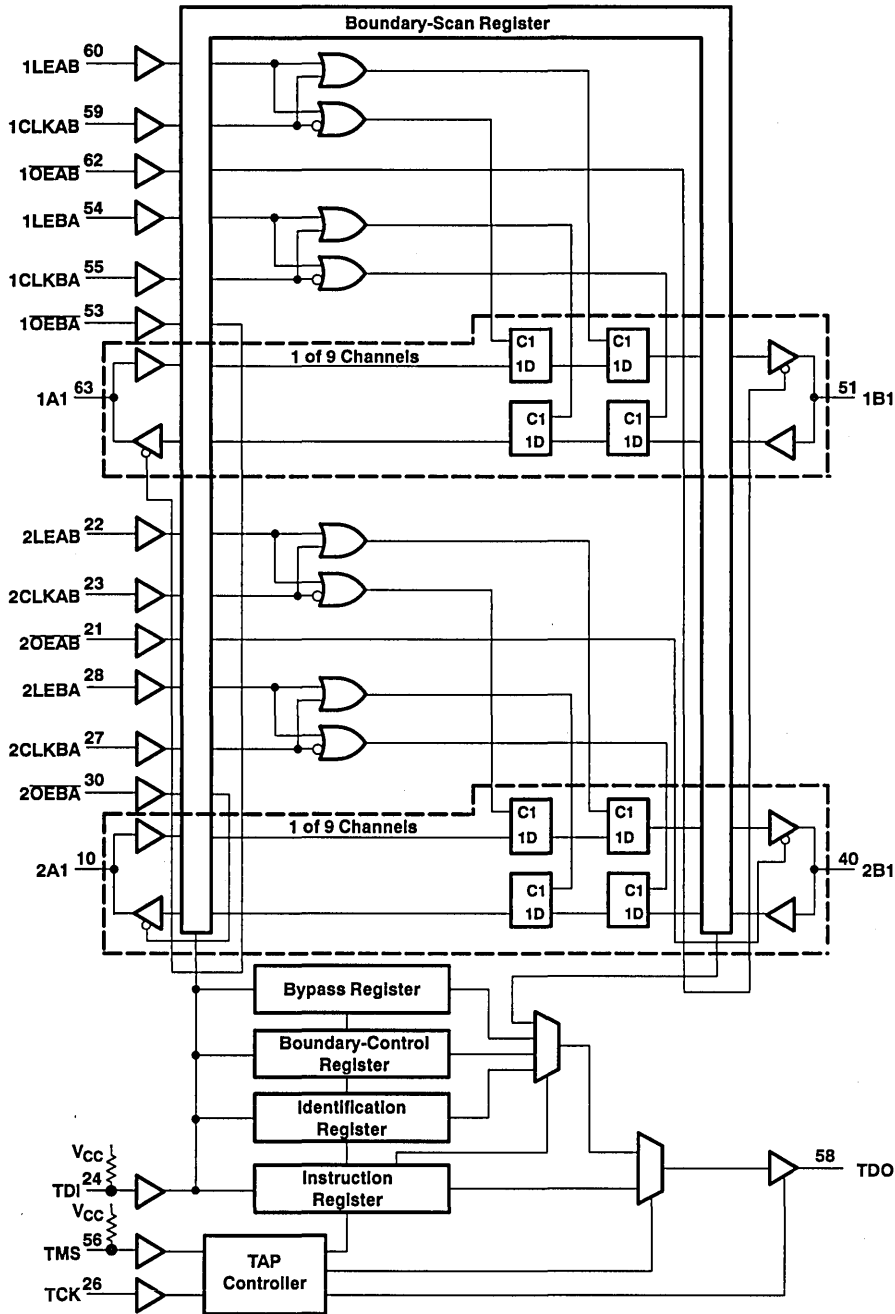 Boundary-Scan Register
1LEAB 60
1CLKAB 59
1O̅E̅A̅B̅ 62
1LEBA 54
1CLKBA 55
1O̅E̅B̅A̅ 53
1 of 9 Channels
C1
1D
C1
1D
1A1 63
51 1B1
C1
1D
C1
1D
2LEAB 22
2CLKAB 23
2O̅E̅A̅B̅ 21
2LEBA 28
2CLKBA 27
2O̅E̅B̅A̅ 30
1 of 9 Channels
C1
1D
C1
1D
2A1 10
40 2B1
C1
1D
C1
1D
Bypass Register
Boundary-Control
Register
Identification
Register
VCC
TDI 24
Instruction
Register
58 TDO
VCC
TMS 56
TAP
Controller
TCK 26